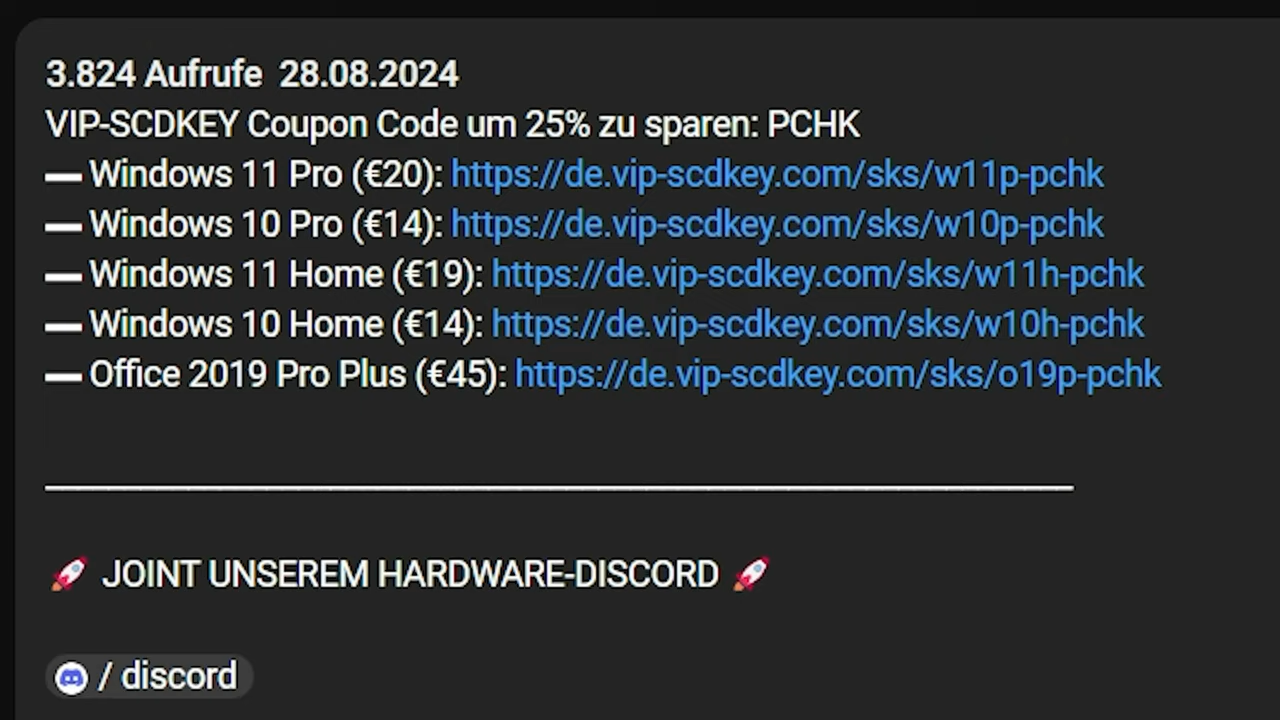 3.824 Aufrufe 28.08.2024
VIP-SCDKEY Coupon Code um 25% zu sparen: PCHK
➖ Windows 11 Pro (€20): https://de.vip-scdkey.com/sks/w11p-pchk
➖ Windows 10 Pro (€14): https://de.vip-scdkey.com/sks/w10p-pchk
➖ Windows 11 Home (€19): https://de.vip-scdkey.com/sks/w11h-pchk
➖ Windows 10 Home (€14): https://de.vip-scdkey.com/sks/w10h-pchk
➖ Office 2019 Pro Plus (€45): https://de.vip-scdkey.com/sks/o19p-pchk
🚀 JOINT UNSEREM HARDWARE-DISCORD 🚀
/ discord